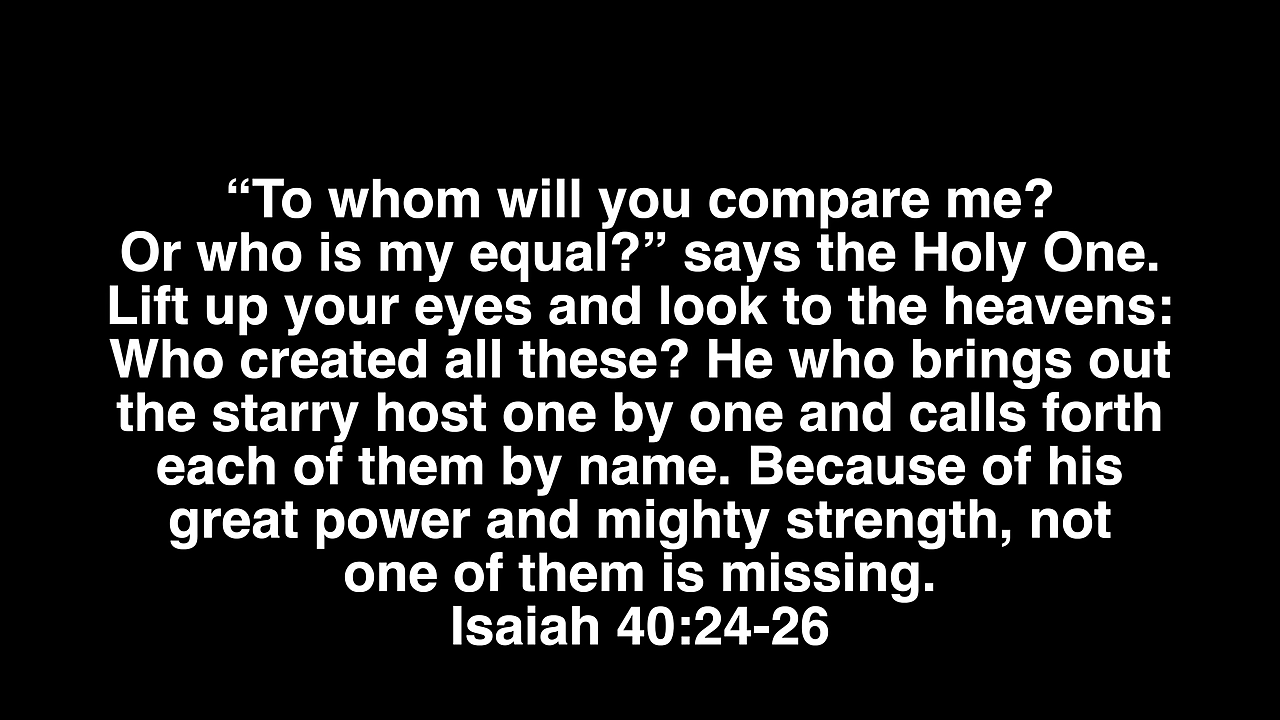 “To whom will you compare me?
Or who is my equal?” says the Holy One.
Lift up your eyes and look to the heavens:
Who created all these? He who brings out
the starry host one by one and calls forth
each of them by name. Because of his
great power and mighty strength, not
one of them is missing.
Isaiah 40:24-26